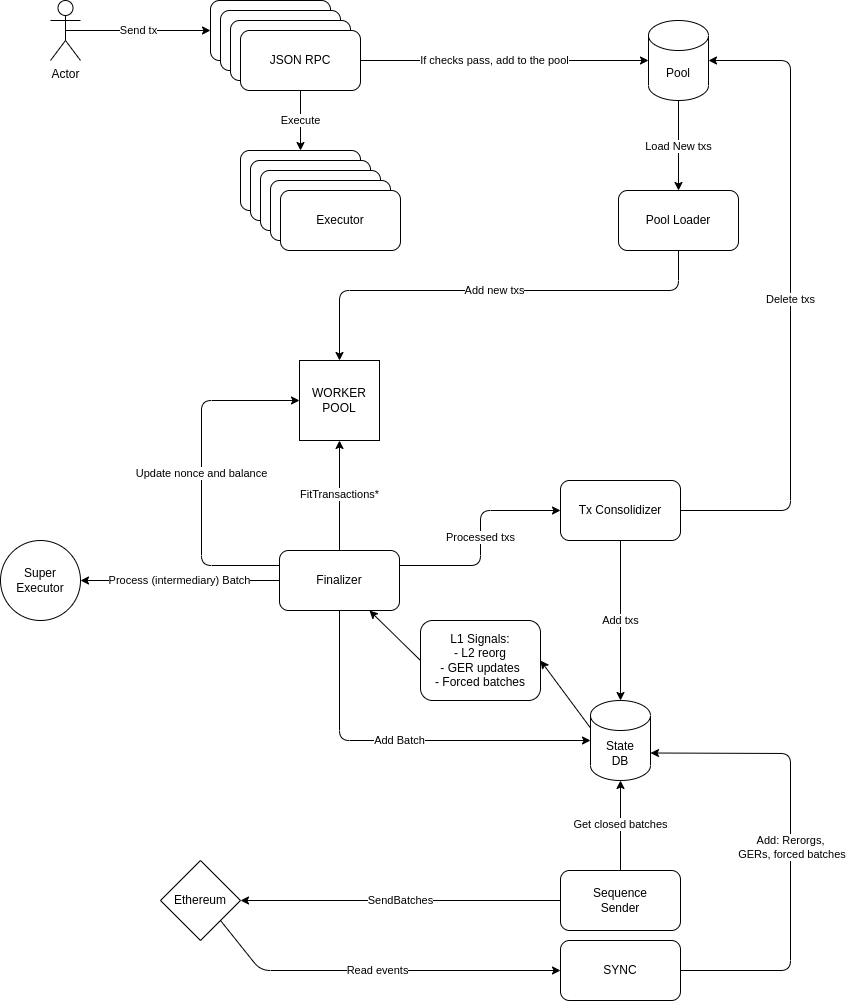 Send tx
JSON RPC
If checks pass, add to the pool
Pool
Actor
Execute
Load New txs
Executor
Pool Loader
Add new txs
Delete txs
WORKER
POOL
Update nonce and balance
FitTransactions*
Tx Consolidizer
Processed txs
Super
Executor
Process (intermediary) Batch
Finalizer
Add txs
L1 Signals:
- L2 reorg
- GER updates
- Forced batches
Add Batch
State
DB
Get closed batches
Add: Rerorgs,
GERs, forced batches
Ethereum
SendBatches
Sequence
Sender
Read events
SYNC